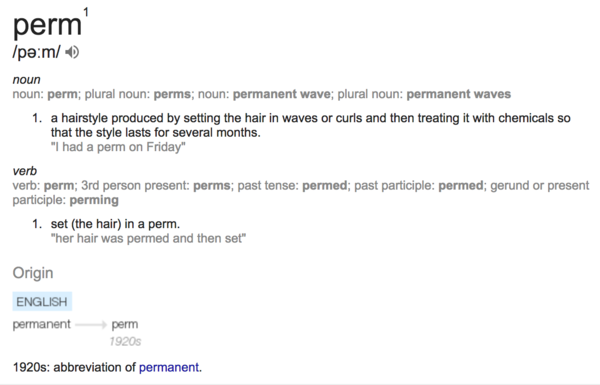 perm1
/pəːm/
noun
noun: perm; plural noun: perms; noun: permanent wave; plural noun: permanent waves
1. a hairstyle produced by setting the hair in waves or curls and then treating it with chemicals so
that the style lasts for several months.
"I had a perm on Friday"
verb
verb: perm; 3rd person present: perms; past tense: permed; past participle: permed; gerund or present
participle: perming
1. set (the hair) in a perm.
"her hair was permed and then set"
Origin
ENGLISH
permanent perm
1920s
1920s: abbreviation of permanent.